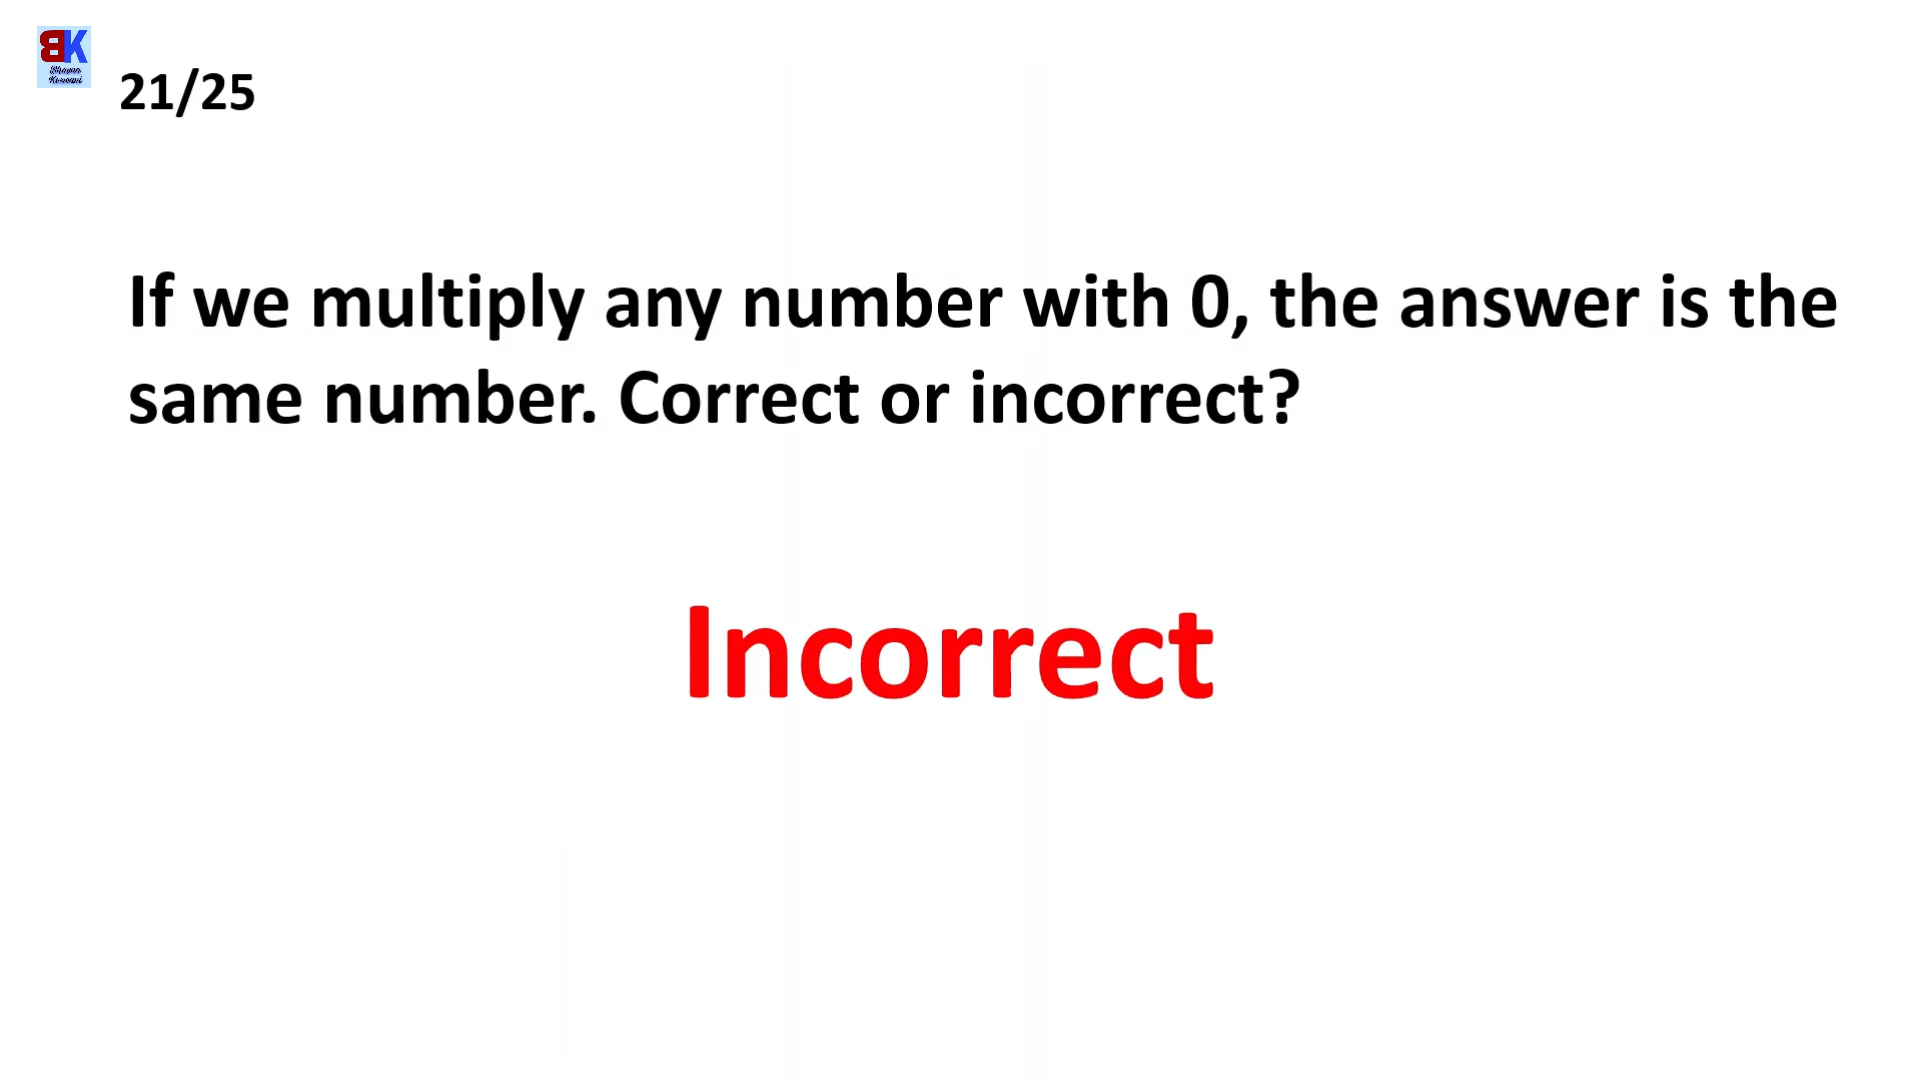 BK
21/25
If we multiply any number with 0, the answer is the
same number. Correct or incorrect?
Incorrect